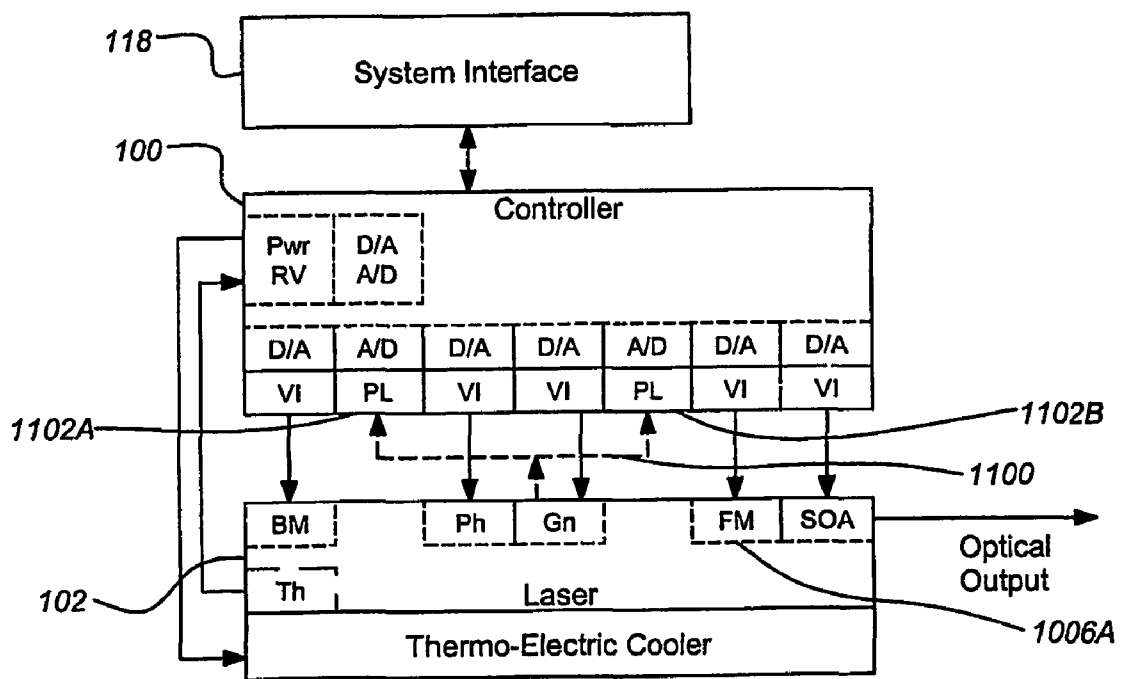 118
System Interface
100
Controller
Pwr D/A
RV A/D
D/A A/D D/A D/A A/D D/A D/A
VI PL VI VI PL VI VI
1102A
1102B
1100
BM Ph Gn FM SOA
Optical
Output
102
Th
Laser
1006A
Thermo-Electric Cooler